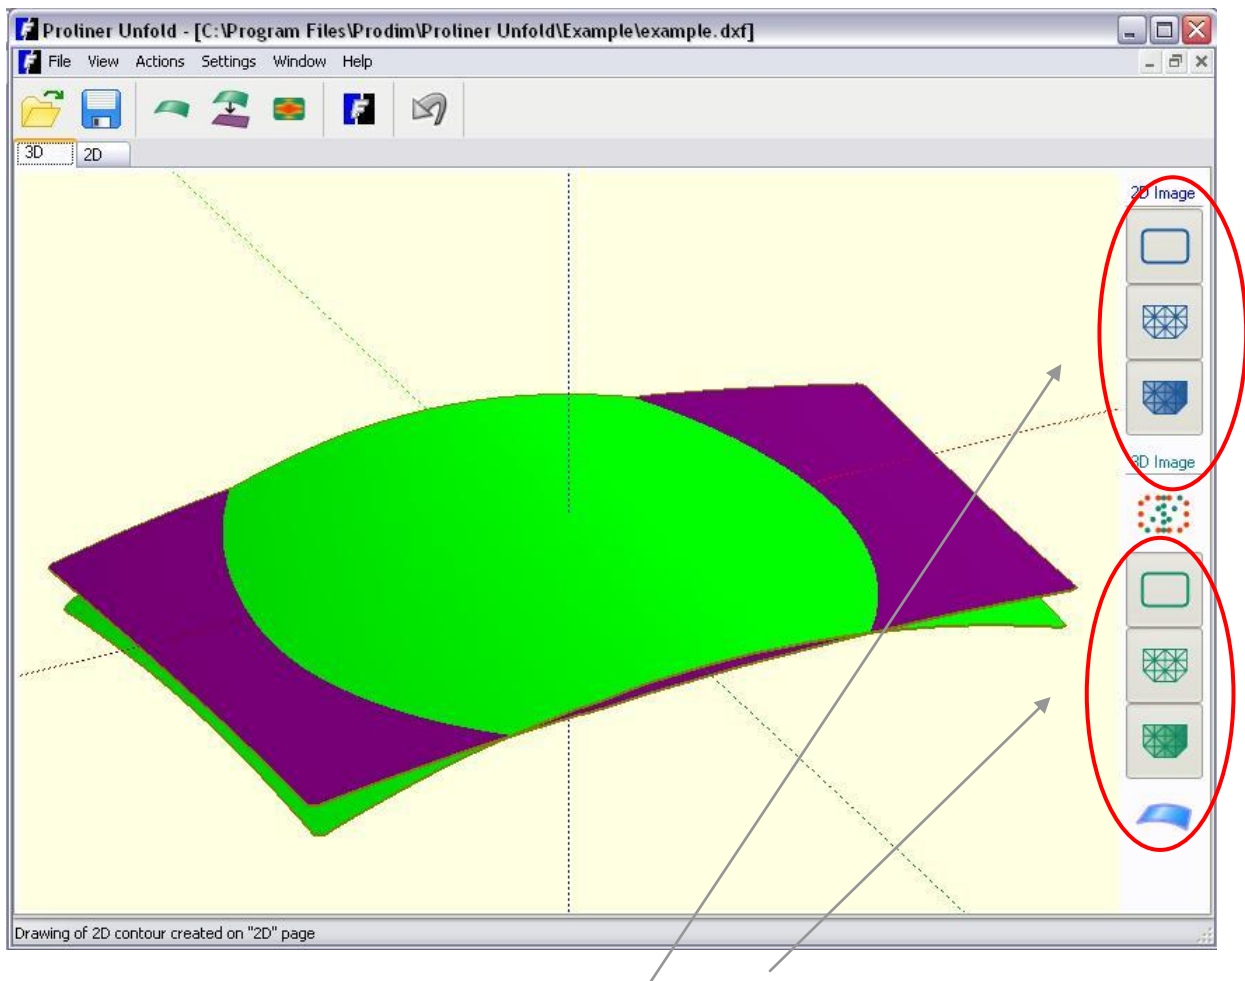 Proliner Unfold - [C:\Program Files\Prodim\Proliner Unfold\Example\example.dxf]
File View Actions Settings Window Help
3D 2D
2D Image
3D Image
Drawing of 2D contour created on "2D" page